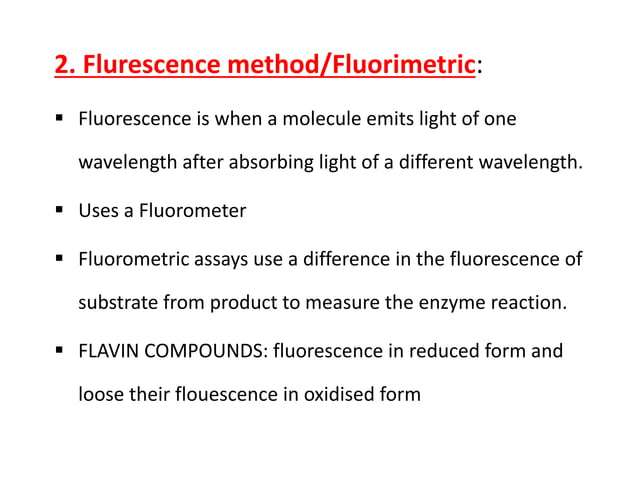 2. Flurescence method/Fluorimetric:
▪ Fluorescence is when a molecule emits light of one
wavelength after absorbing light of a different wavelength.
▪ Uses a Fluorometer
▪ Fluorometric assays use a difference in the fluorescence of
substrate from product to measure the enzyme reaction.
▪ FLAVIN COMPOUNDS: fluorescence in reduced form and
loose their flouescence in oxidised form